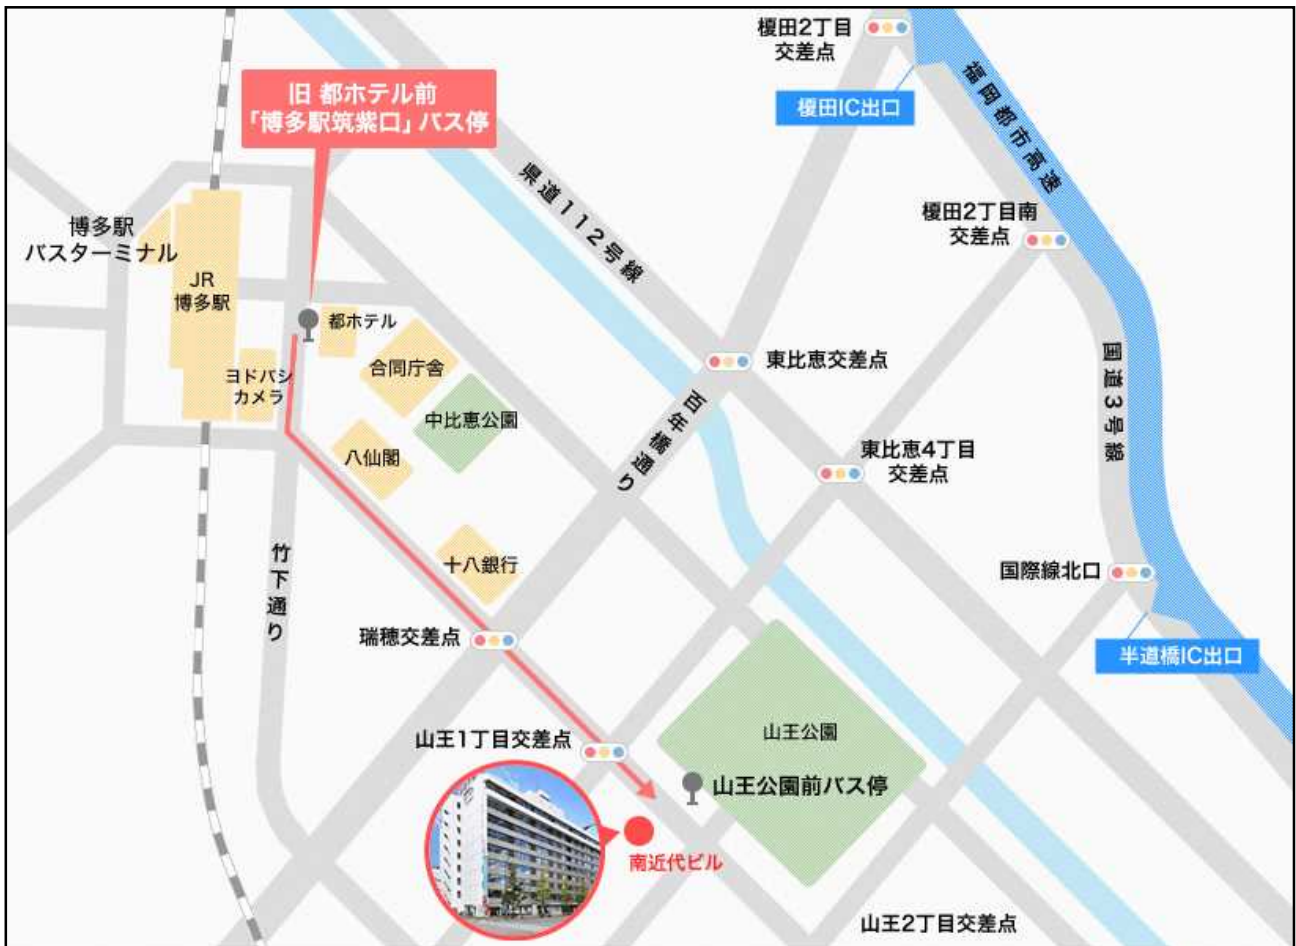 榎田2丁目
交差点
福岡都市高速
榎田IC出口
旧 都ホテル前
「博多駅筑紫口」バス停
県道112号線
榎田2丁目南
交差点
博多駅
バスターミナル
JR
博多駅
都ホテル
合同庁舎
ヨドバシ
カメラ
中比恵公園
東比恵交差点
国道3号線
百年橋通り
八仙閣
東比恵4丁目
交差点
十八銀行
国際線北口
竹下通り
瑞穂交差点
半道橋IC出口
山王公園
山王1丁目交差点
山王公園前バス停
南近代ビル
山王2丁目交差点